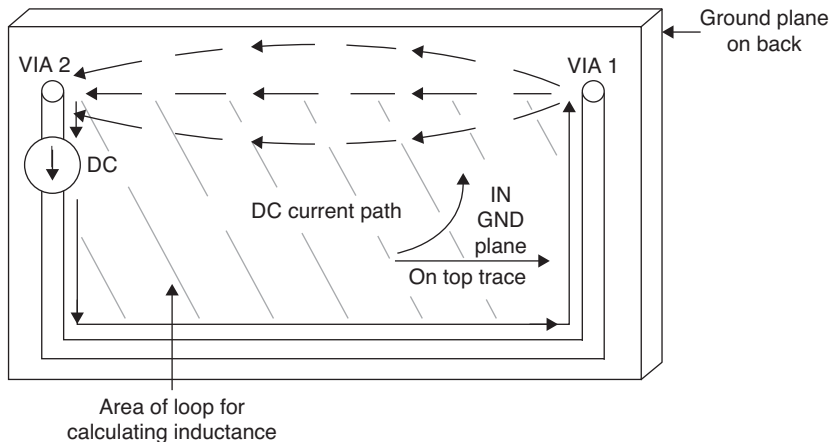 Ground plane
on back
VIA 2
VIA 1
DC
DC current path
IN
GND
plane
On top trace
Area of loop for
calculating inductance